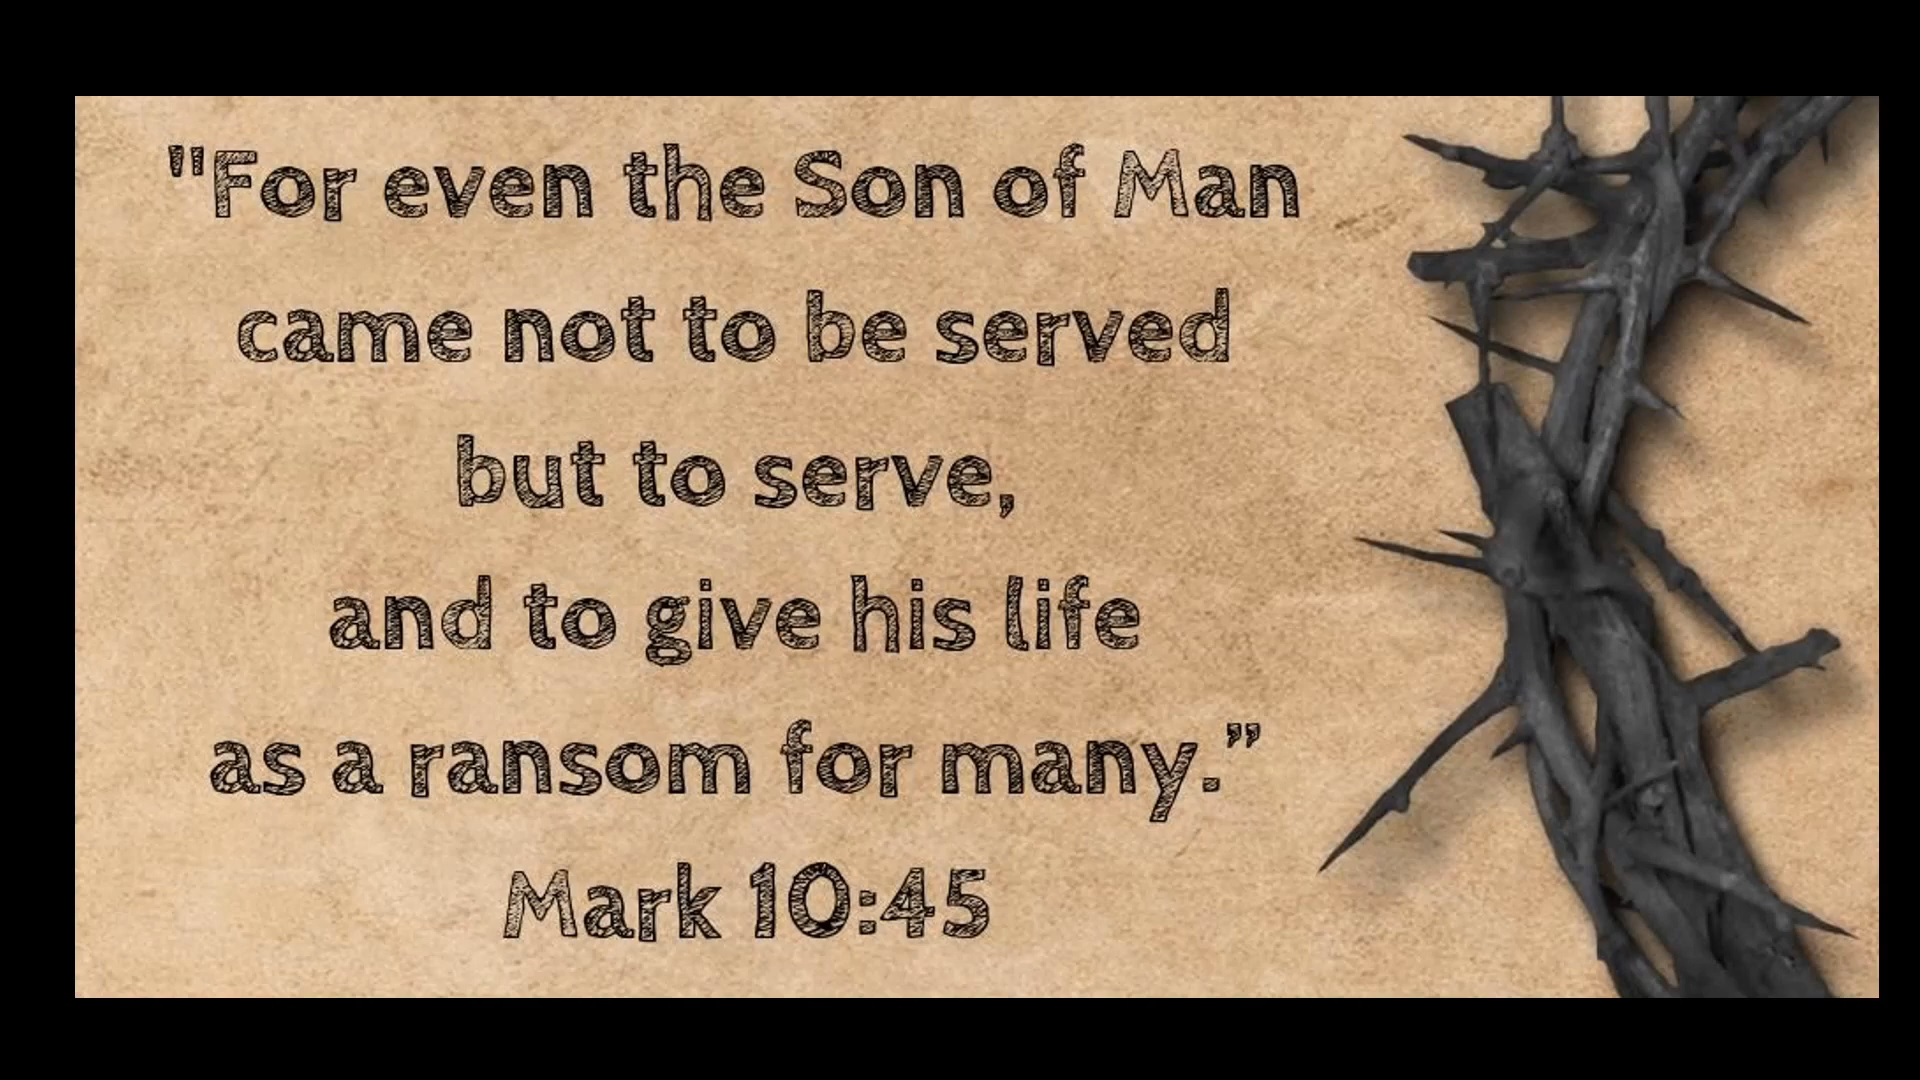 "For even the Son of Man
came not to be served
but to serve,
and to give his life
as a ransom for many.”
Mark 10:45